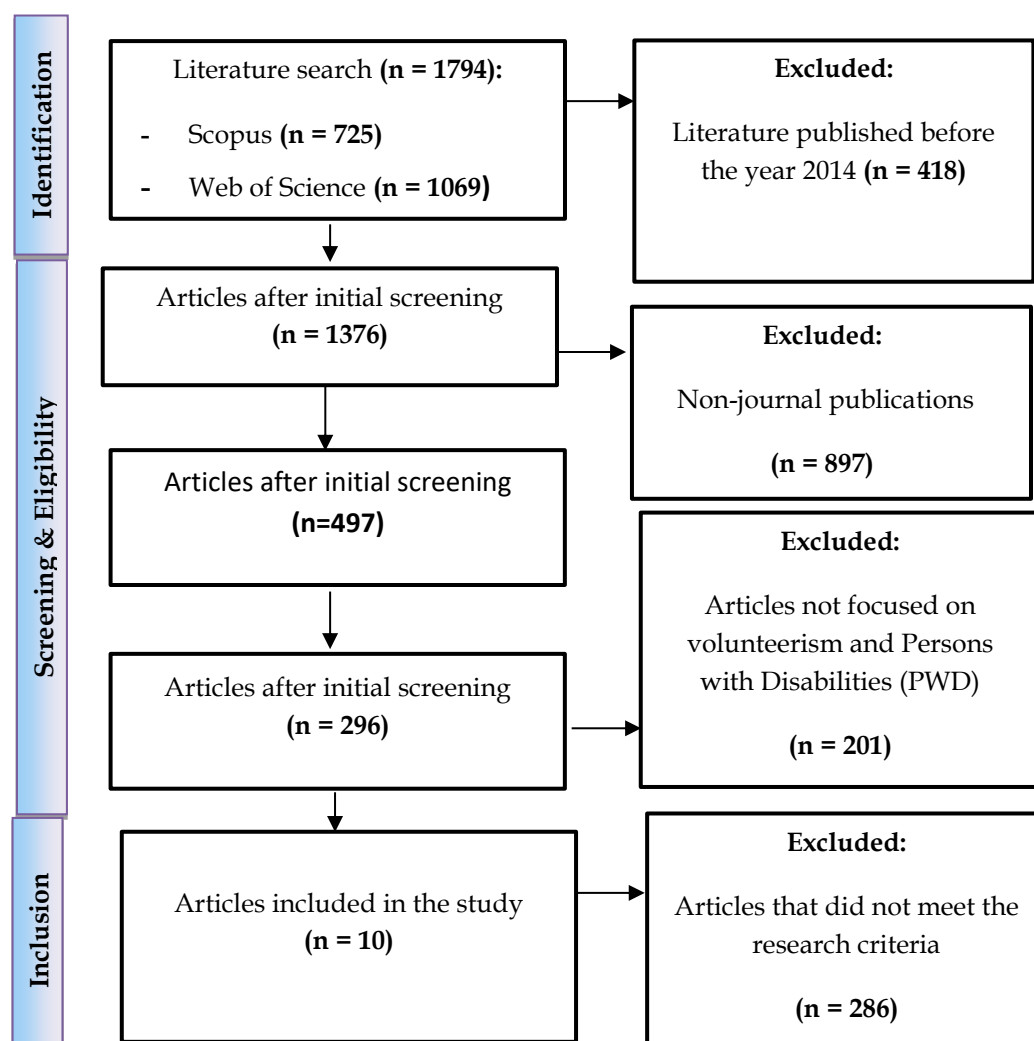 Identification
Literature search (n = 1794):
- Scopus (n = 725)
- Web of Science (n = 1069)
Excluded:
Literature published before
the year 2014 (n = 418)
Screening & Eligibility
Articles after initial screening
(n = 1376)
Excluded:
Non-journal publications
(n = 897)
Articles after initial screening
(n=497)
Excluded:
Articles not focused on
volunteerism and Persons
with Disabilities (PWD)
(n = 201)
Articles after initial screening
(n = 296)
Inclusion
Articles included in the study
(n = 10)
Excluded:
Articles that did not meet the
research criteria
(n = 286)